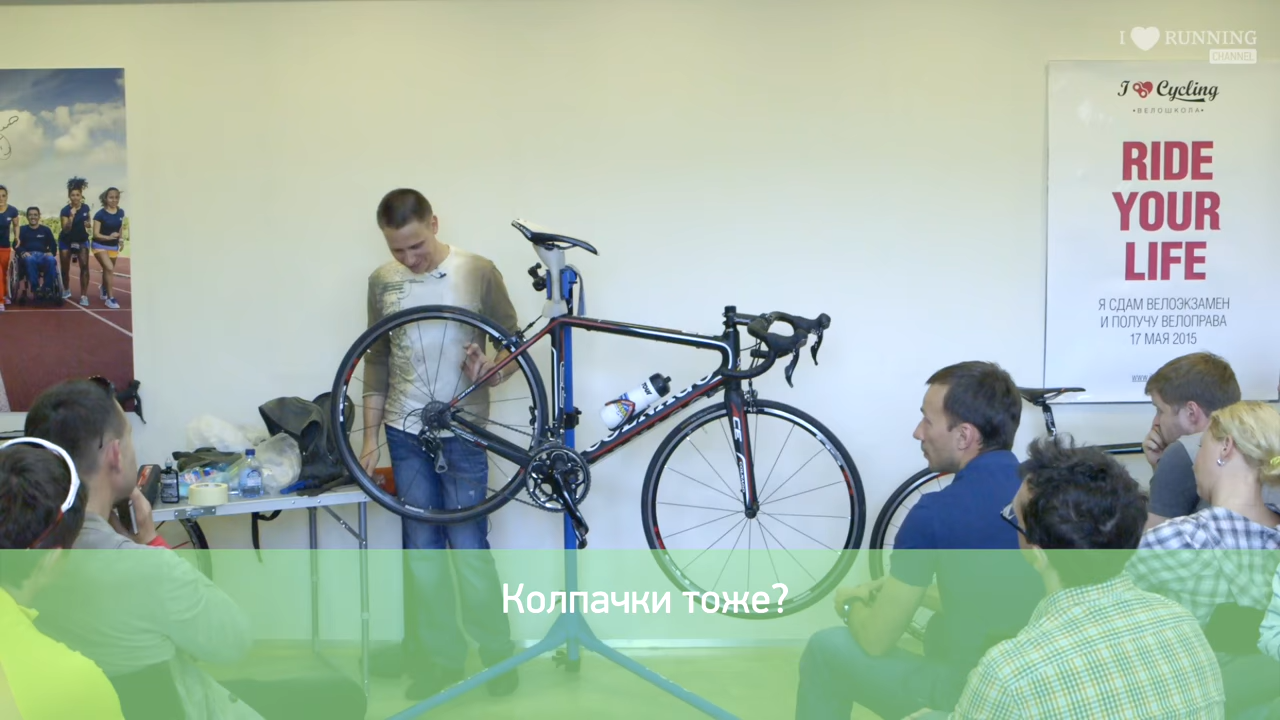 I RUNNING
CHANNEL
I Cycling
•ВЕЛОШКОЛА•
RIDE
YOUR
LIFE
Я СДАМ ВЕЛОЭКЗАМЕН
И ПОЛУЧУ ВЕЛОПРАВА
17 МАЯ 2015
Колпачки тоже?